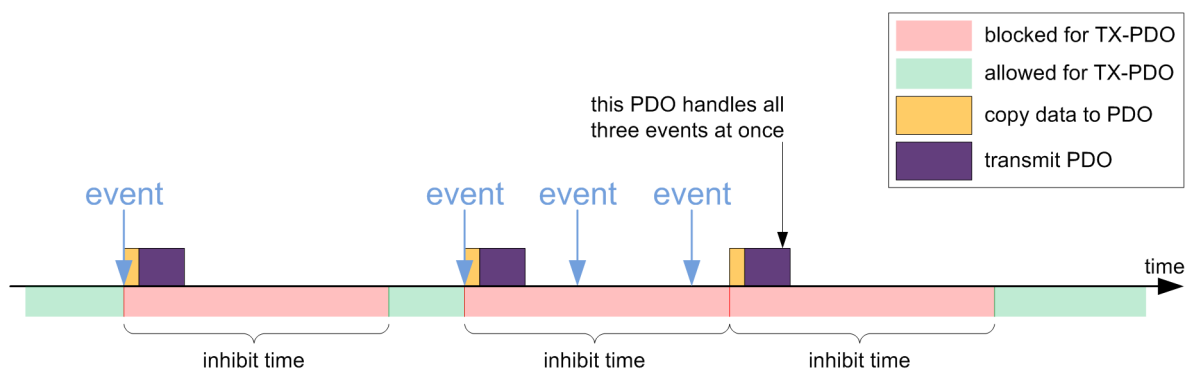 blocked for TX-PDO
allowed for TX-PDO
copy data to PDO
transmit PDO
this PDO handles all
three events at once
event
event
event
event
time
inhibit time
inhibit time
inhibit time